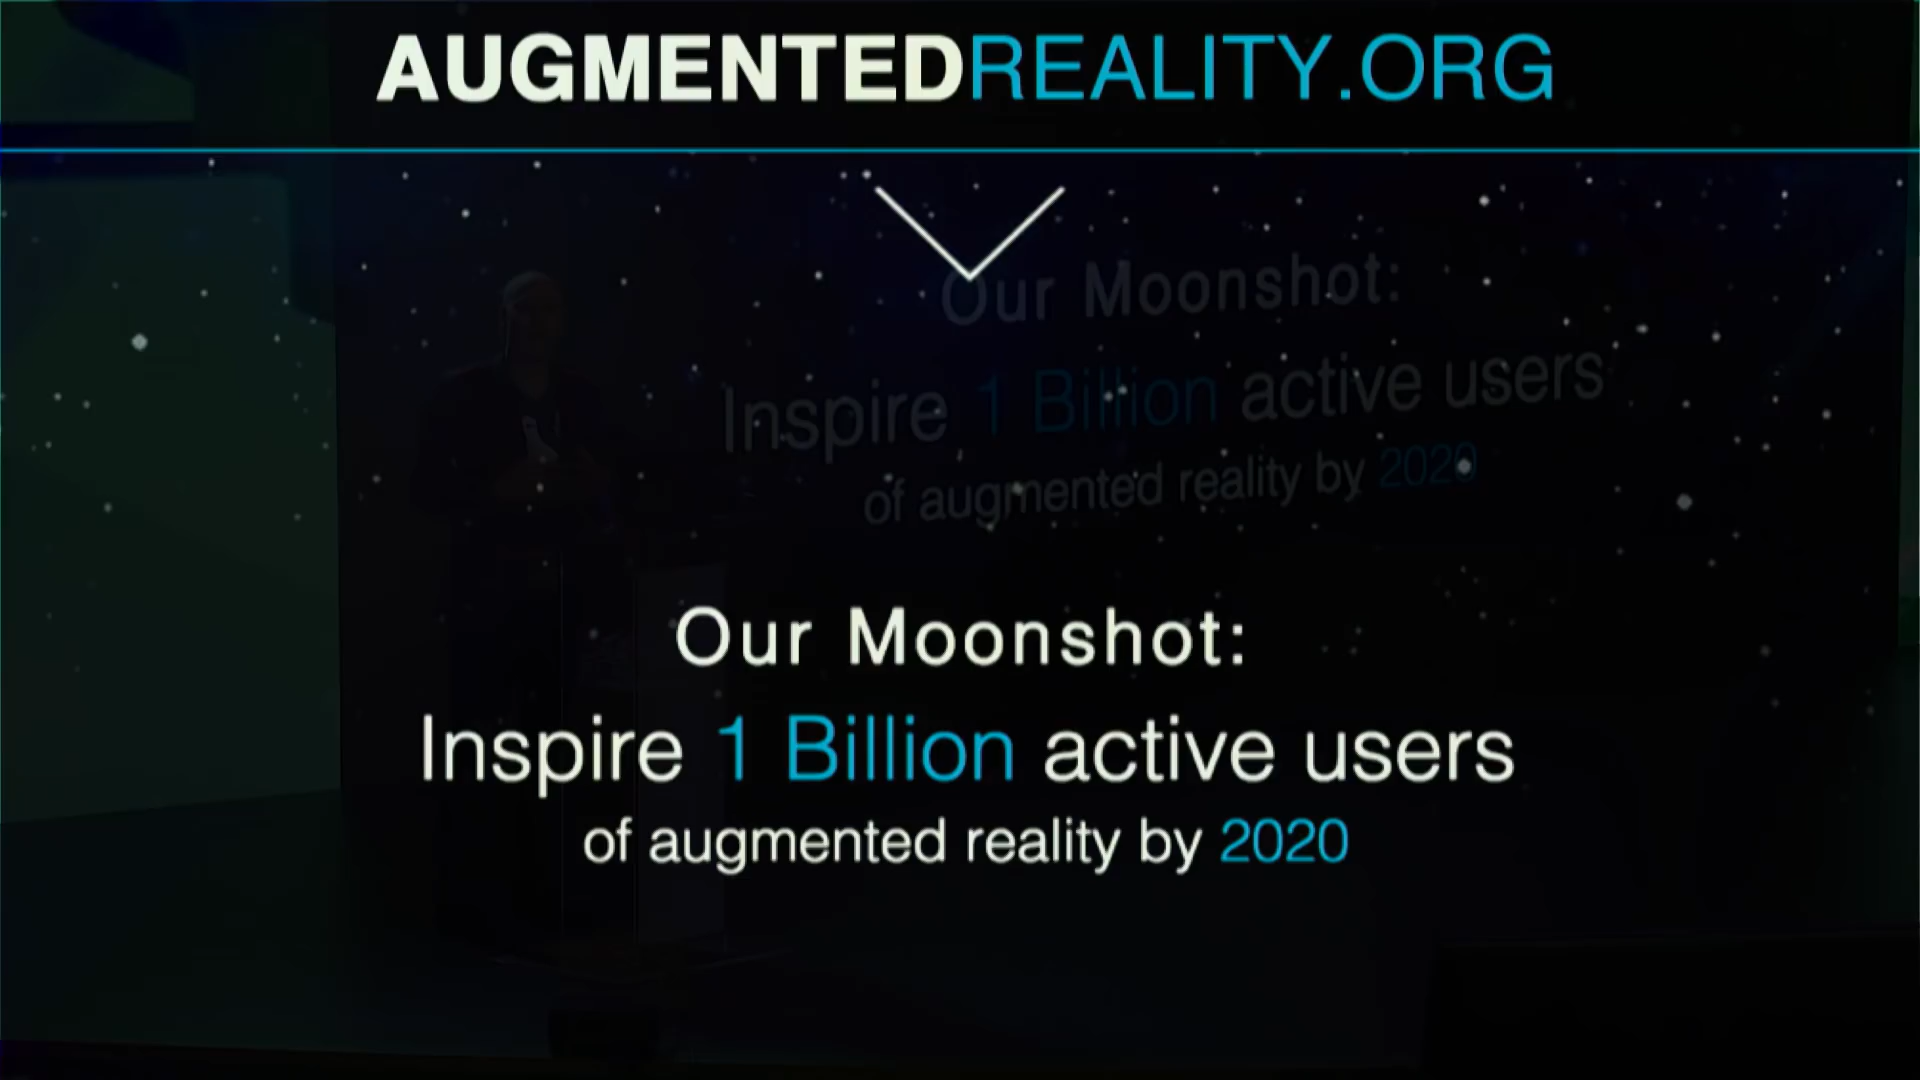 AUGMENTEDREALITY.ORG
Our Moonshot:
Inspire 1 Billion active users
of augmented reality by 2020
Our Moonshot:
Inspire 1 Billion active users
of augmented reality by 2020